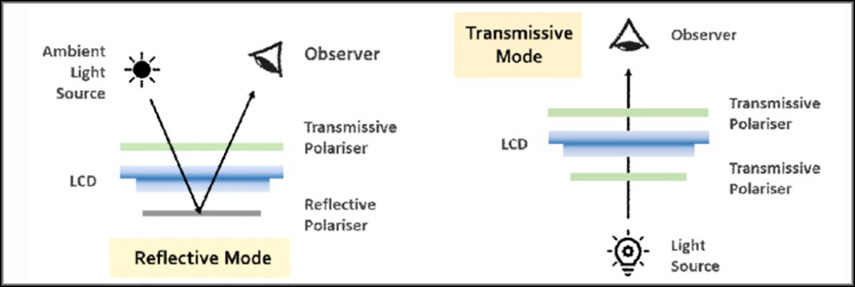 Ambient
Light
Source
Observer
Transmissive
Polariser
LCD
Reflective
Polariser
Reflective Mode
Transmissive
Mode
Observer
Transmissive
Polariser
LCD
Transmissive
Polariser
Light
Source